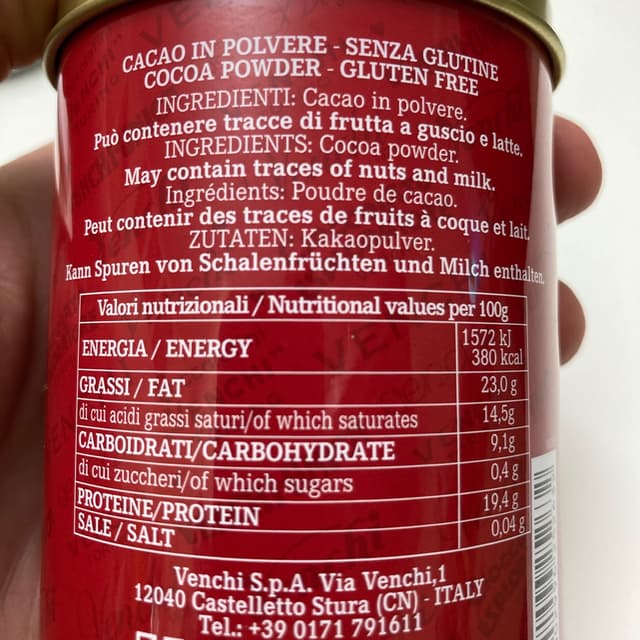 CACAO IN POLVERE - SENZA GLUTINE
COCOA POWDER - GLUTEN FREE
INGREDIENTI: Cacao in polvere.
Può contenere tracce di frutta a guscio e latte.
INGREDIENTS: Cocoa powder.
May contain traces of nuts and milk.
Ingrédients: Poudre de cacao.
Peut contenir des traces de fruits à coque et lait.
ZUTATEN: Kakaopulver.
Kann Spuren von Schalenfrüchten und Milch enthalten.
Valori nutrizionali / Nutritional values per 100g
ENERGIA / ENERGY 1572 kJ
380 kcal
GRASSI / FAT 23,0 g
di cui acidi grassi saturi/of which saturates 14,5g
CARBOIDRATI/CARBOHYDRATE 9,1g
di cui zuccheri/of which sugars 0,4 g
PROTEINE/PROTEIN 19,4 g
SALE / SALT 0,04 g
Venchi S.p.A. Via Venchi,1
12040 Castelletto Stura (CN) - ITALY
Tel.: +39 0171 791611